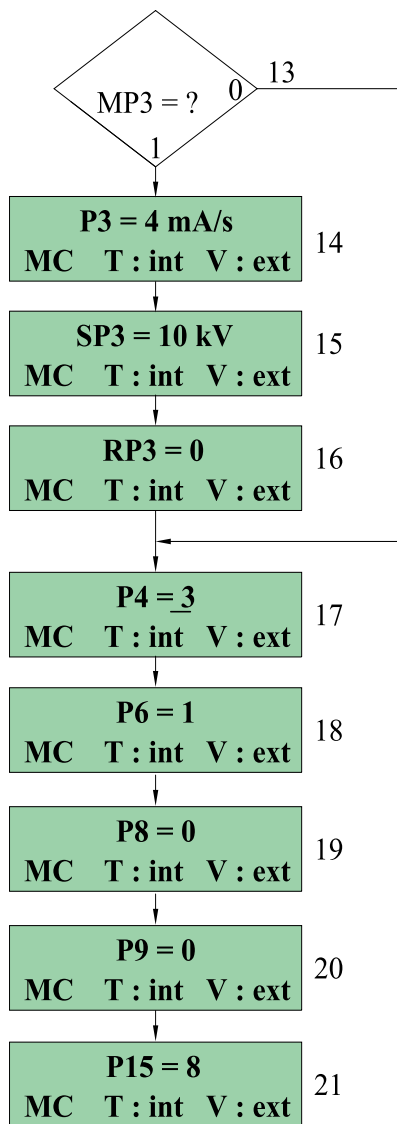 13
MP3 = ?
0
1
P3 = 4 mA/s
MC T : int V : ext
14
SP3 = 10 kV
MC T : int V : ext
15
RP3 = 0
MC T : int V : ext
16
P4 = 3
MC T : int V : ext
17
P6 = 1
MC T : int V : ext
18
P8 = 0
MC T : int V : ext
19
P9 = 0
MC T : int V : ext
20
P15 = 8
MC T : int V : ext
21